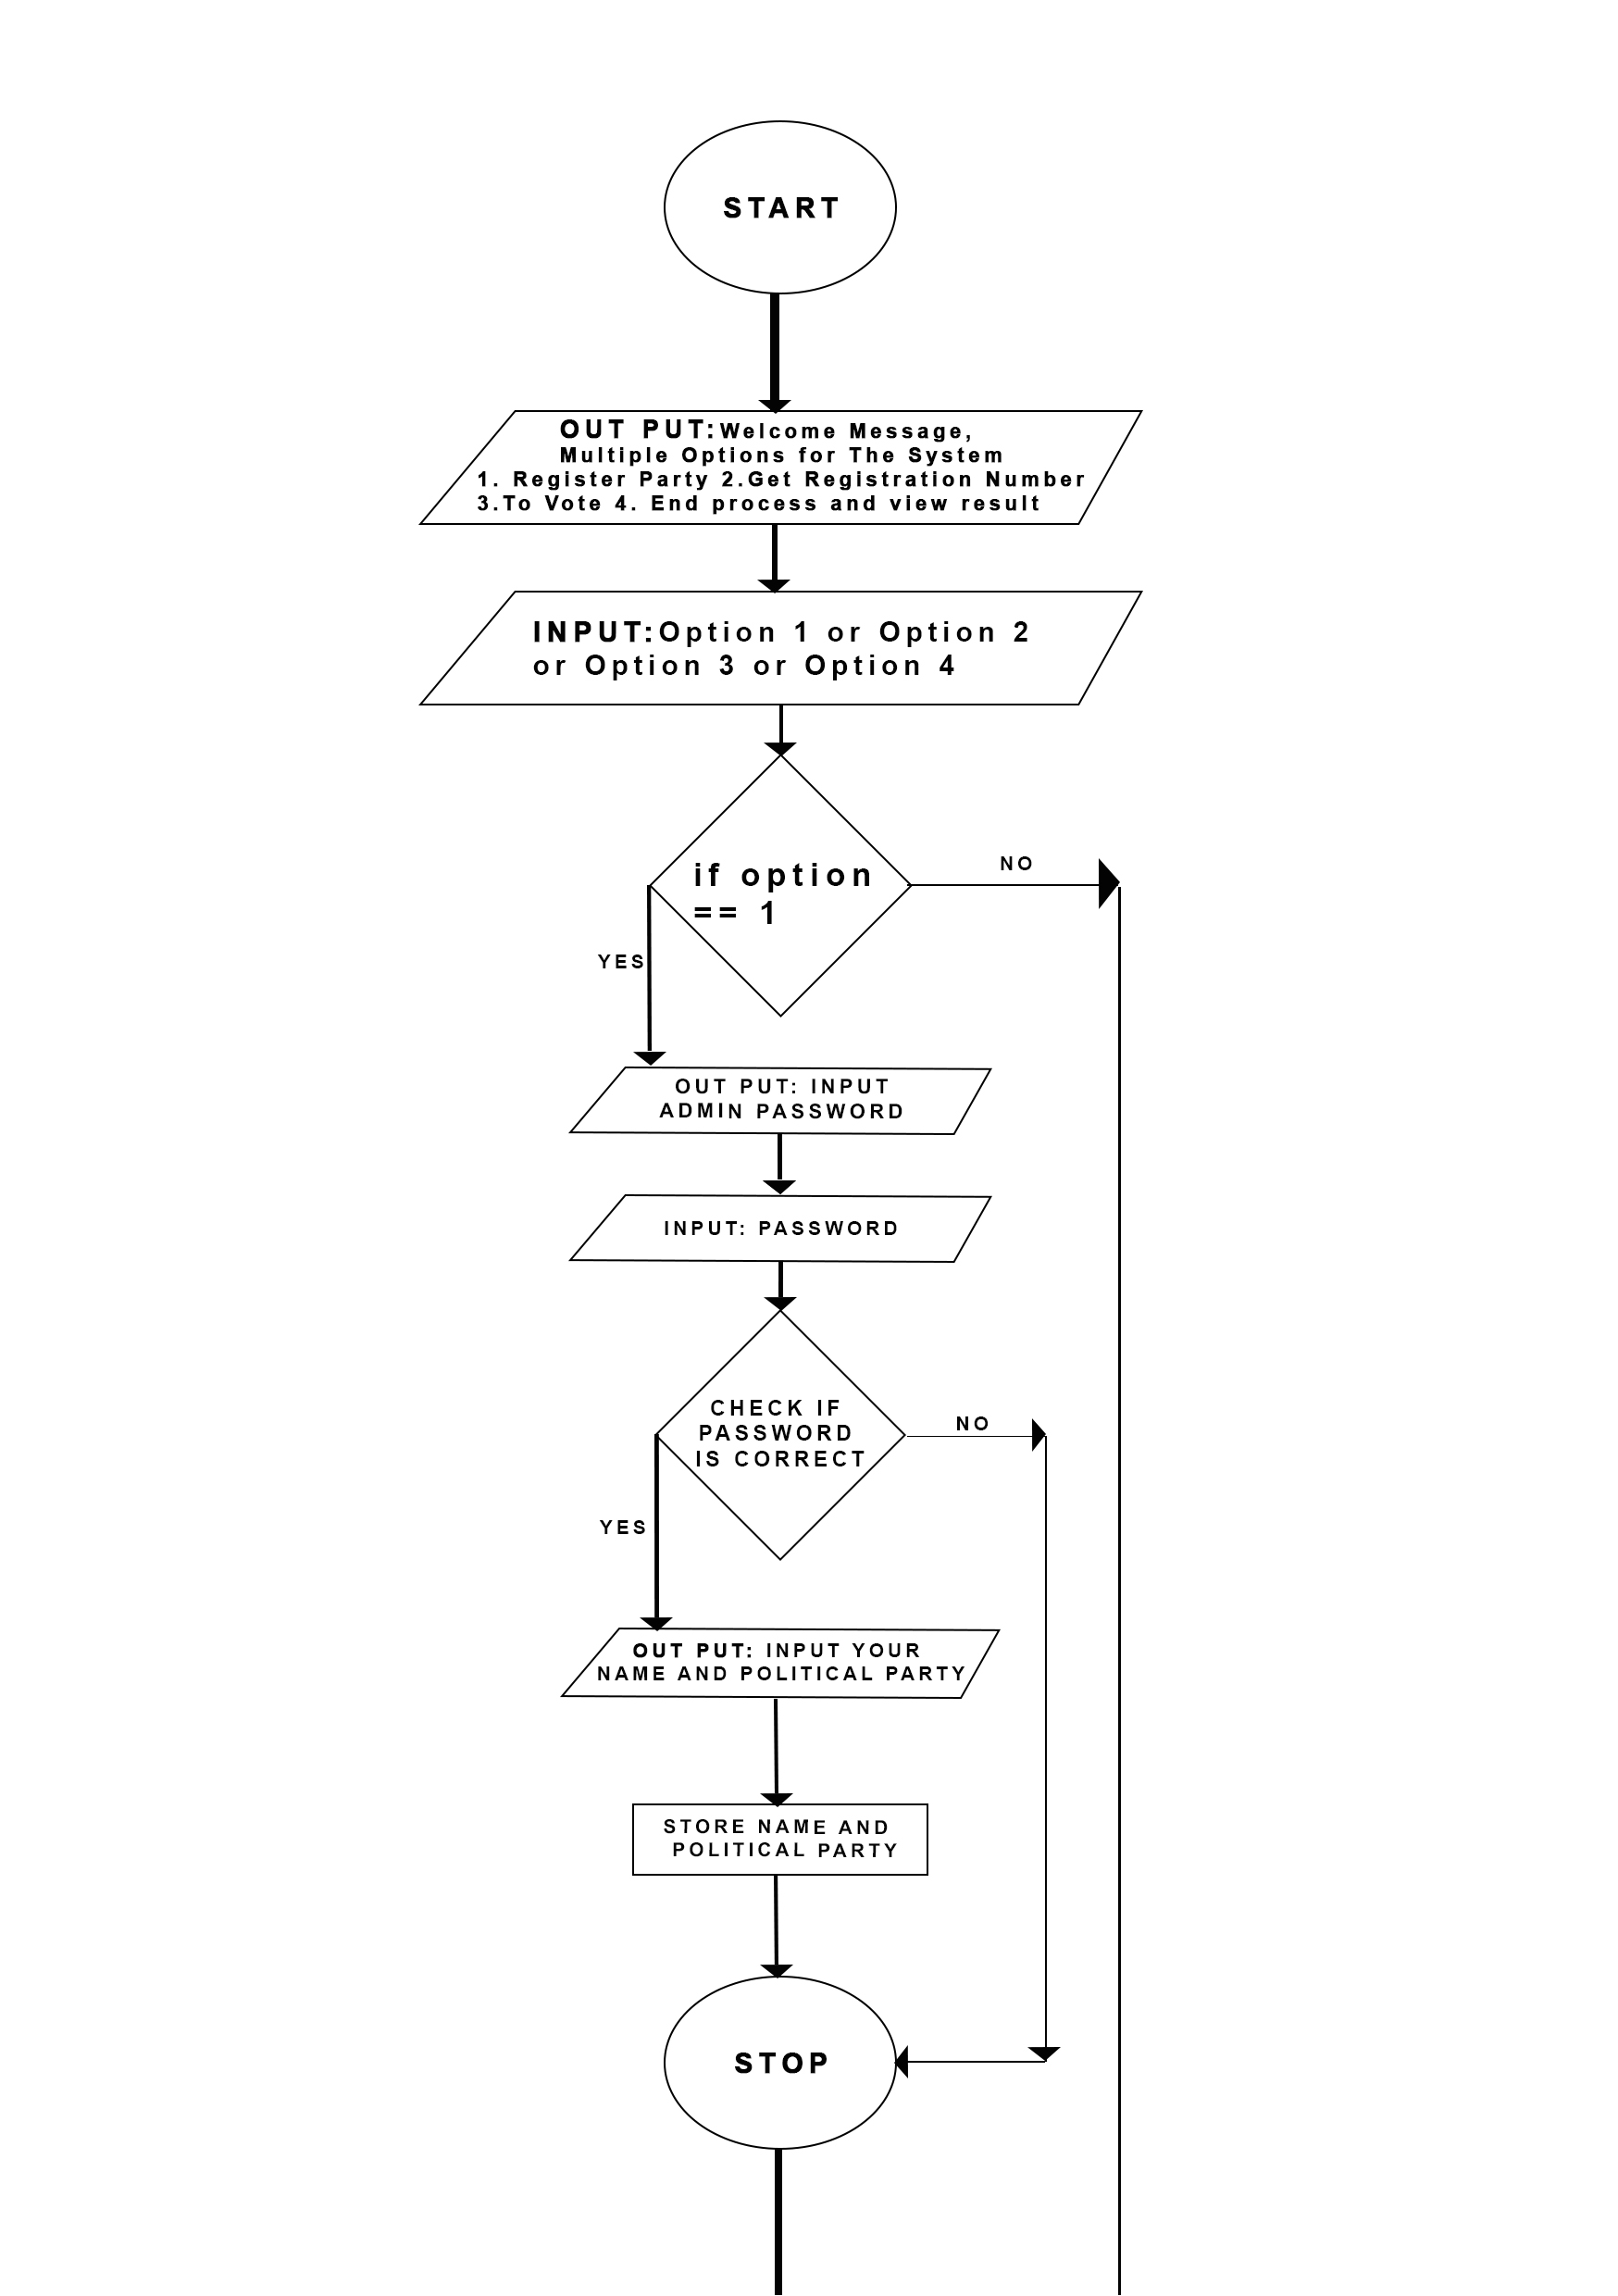 START
OUT PUT:Welcome Message,
Multiple Options for The System
1. Register Party 2.Get Registration Number
3.To Vote 4. End process and view result
INPUT:Option 1 or Option 2
or Option 3 or Option 4
if option
== 1
NO
YES
OUT PUT: INPUT
ADMIN PASSWORD
INPUT: PASSWORD
CHECK IF
PASSWORD
IS CORRECT
NO
YES
OUT PUT: INPUT YOUR
NAME AND POLITICAL PARTY
STORE NAME AND
POLITICAL PARTY
STOP